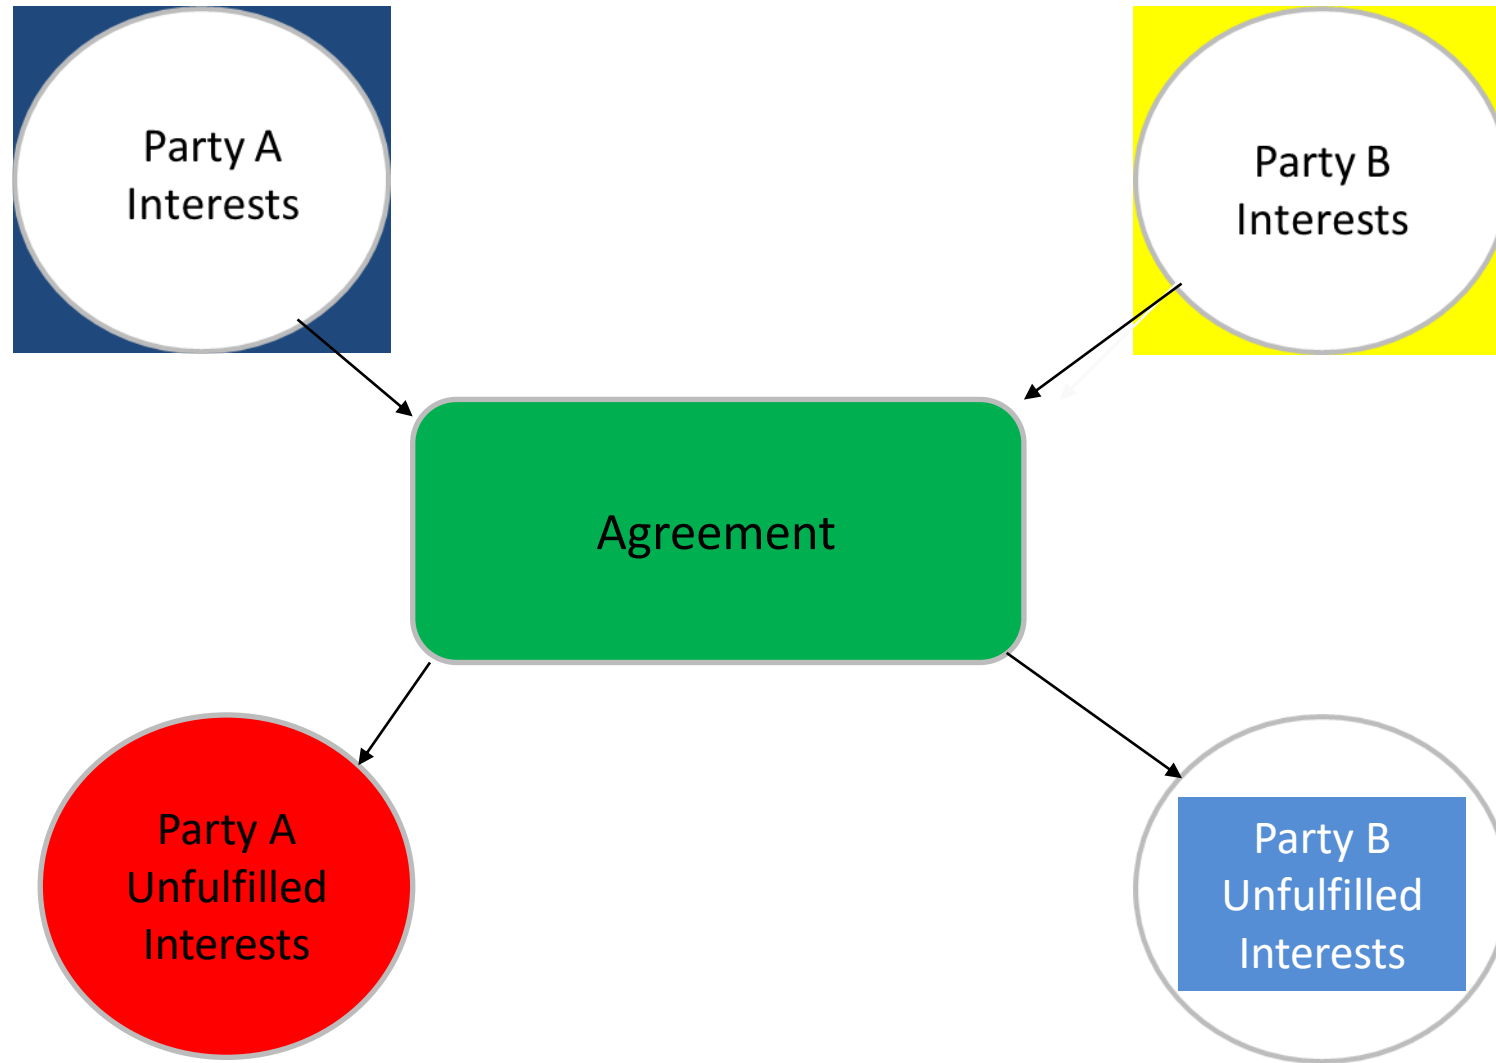 Party A
Interests
Party B
Interests
Agreement
Party A
Unfulfilled
Interests
Party B
Unfulfilled
Interests